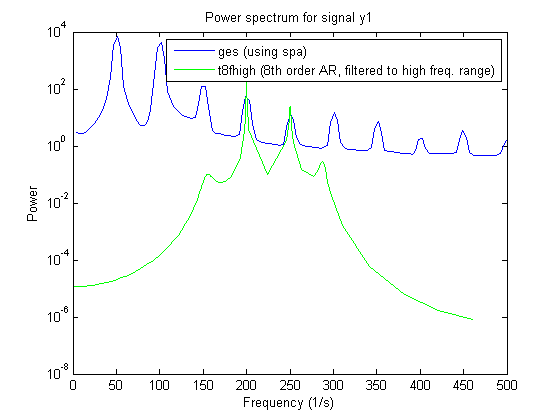 Power spectrum for signal y1
ges (using spa)
t8fhigh (8th order AR, filtered to high freq. range)
Power
10^4
10^2
10^0
10^-2
10^-4
10^-6
10^-8
0 50 100 150 200 250 300 350 400 450 500
Frequency (1/s)